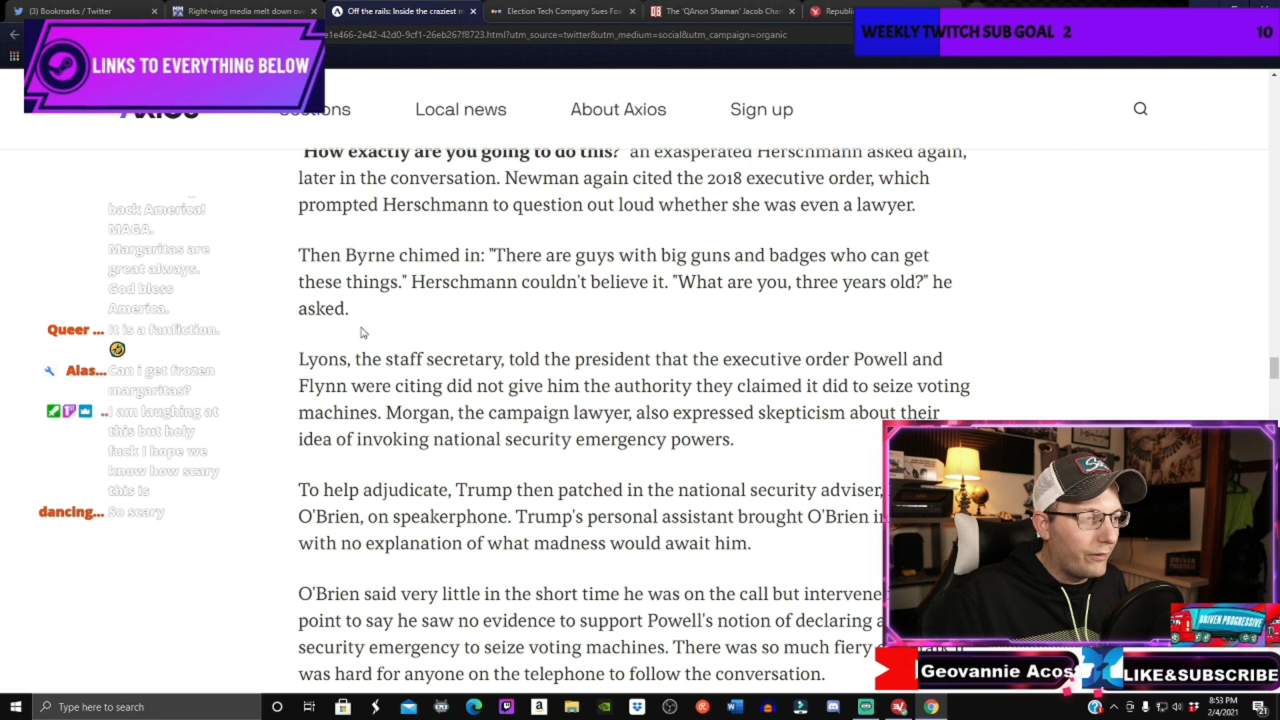 (3) Bookmarks / Twitter
Right-wing media melt down ov
Off the rails: Inside the craziest m
Election Tech Company Sues Fox
The 'QAnon Shaman' Jacob Cha
Republi
1e466-2e42-42d0-9cf1-26eb267f8723.html?utm_source=twitter&utm_medium=social&utm_campaign=organic
WEEKLY TWITCH SUB GOAL 2 10
LINKS TO EVERYTHING BELOW
Local news
About Axios
Sign up
"How exactly are you going to do this?" an exasperated Herschmann asked again,
later in the conversation. Newman again cited the 2018 executive order, which
prompted Herschmann to question out loud whether she was even a lawyer.
Then Byrne chimed in: "There are guys with big guns and badges who can get
these things." Herschmann couldn't believe it. "What are you, three years old?" he
asked.
Lyons, the staff secretary, told the president that the executive order Powell and
Flynn were citing did not give him the authority they claimed it did to seize voting
machines. Morgan, the campaign lawyer, also expressed skepticism about their
idea of invoking national security emergency powers.
To help adjudicate, Trump then patched in the national security adviser,
O'Brien, on speakerphone. Trump's personal assistant brought O'Brien in
with no explanation of what madness would await him.
O'Brien said very little in the short time he was on the call but intervene
point to say he saw no evidence to support Powell's notion of declaring a
security emergency to seize voting machines. There was so much fiery
was hard for anyone on the telephone to follow the conversation.
back America!
MAGA.
Margaritas are
great always.
God bless
America.
Queer ... It is a fanfiction.
Alas... Can i get frozen
margaritas?
.. I am laughing at
this but holy
fuck I hope we
know how scary
this is
dancing... So scary
DRIVEN PROGRESSIVE
Geovannie Acos
LIKE&SUBSCRIBE
Type here to search
8:53 PM
2/4/2021
21